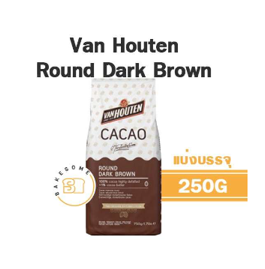 Van Houten
Round Dark Brown
VAN HOUTEN
CACAO
ROUND
DARK BROWN
แบ่งบรรจุ
BAKESOME
250G